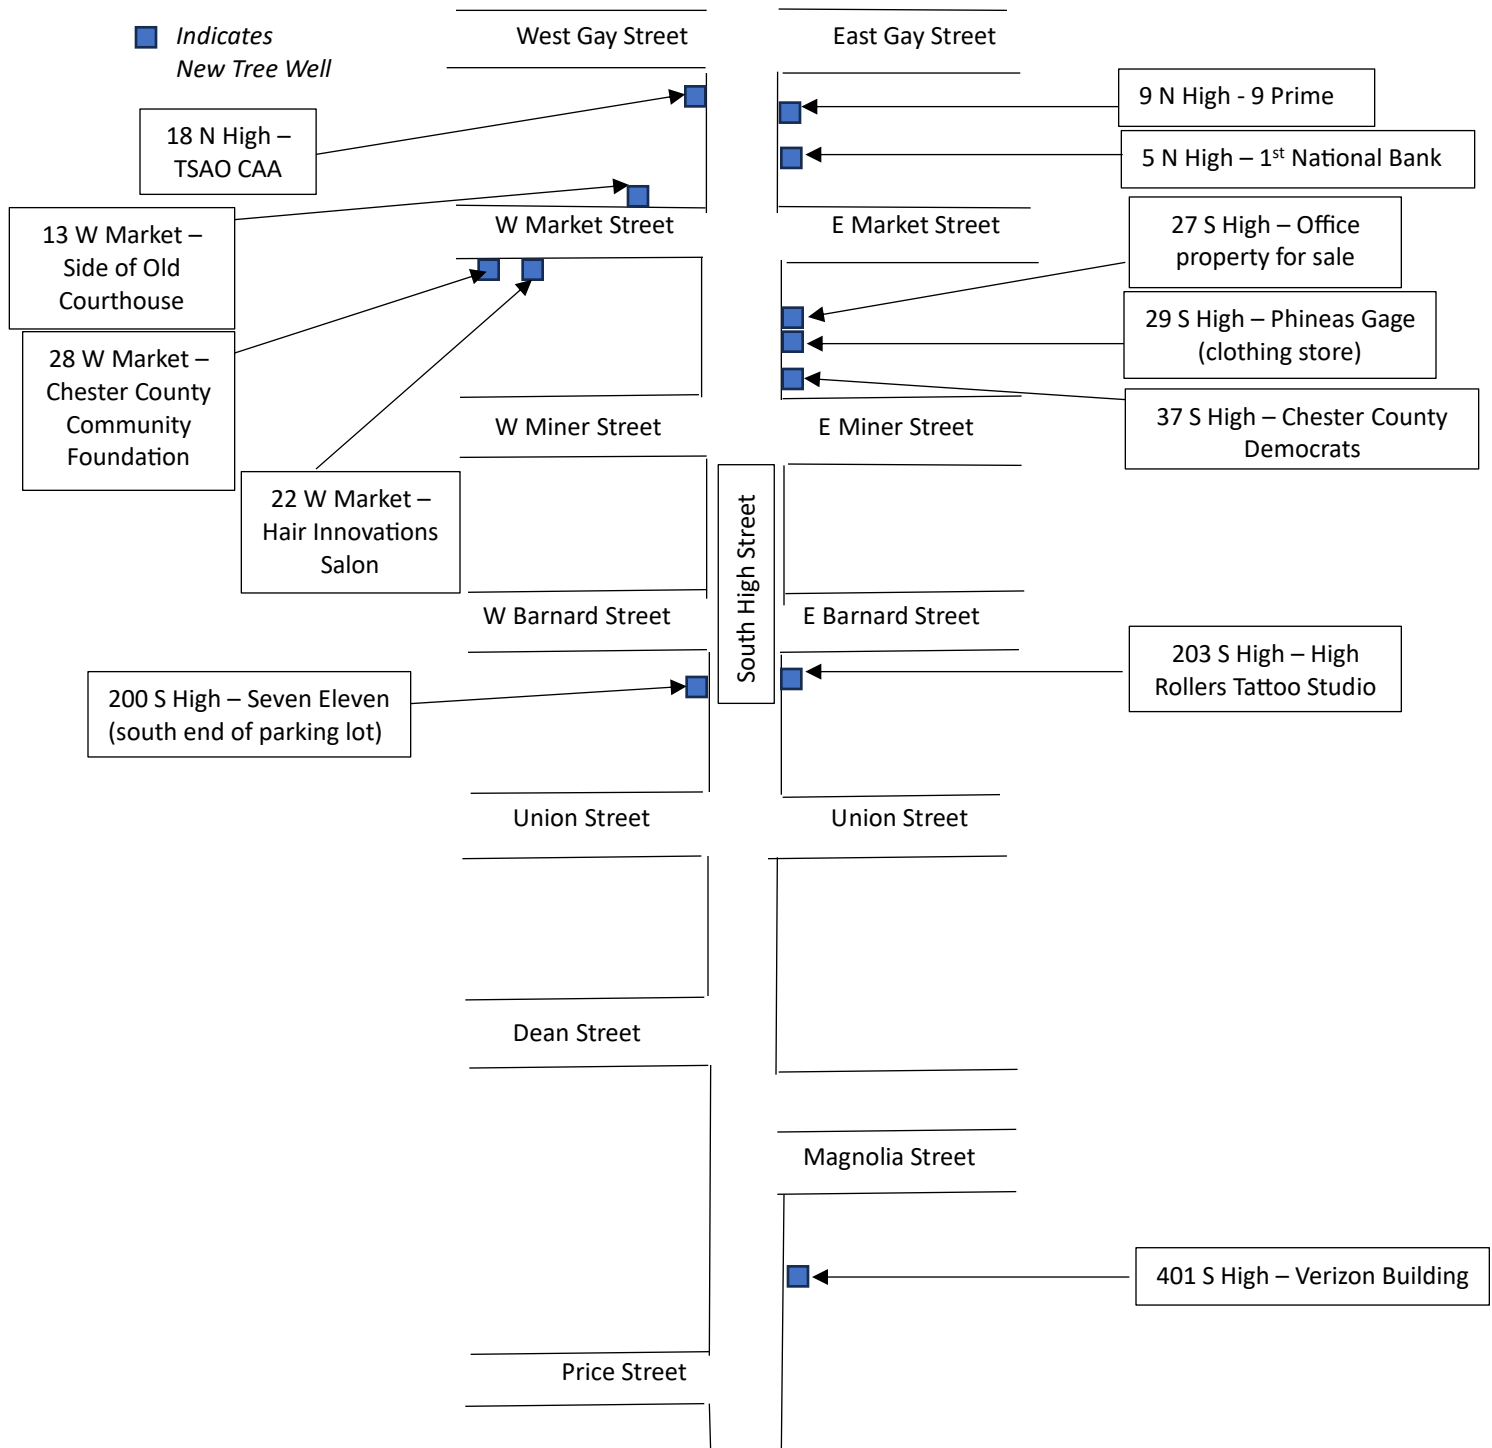 Indicates
New Tree Well
West Gay Street
East Gay Street
9 N High - 9 Prime
18 N High –
TSAO CAA
5 N High – 1st National Bank
13 W Market –
Side of Old
Courthouse
W Market Street
E Market Street
27 S High – Office
property for sale
28 W Market –
Chester County
Community
Foundation
29 S High – Phineas Gage
(clothing store)
W Miner Street
E Miner Street
37 S High – Chester County
Democrats
22 W Market –
Hair Innovations
Salon
South High Street
W Barnard Street
E Barnard Street
200 S High – Seven Eleven
(south end of parking lot)
203 S High – High
Rollers Tattoo Studio
Union Street
Union Street
Dean Street
Magnolia Street
401 S High – Verizon Building
Price Street